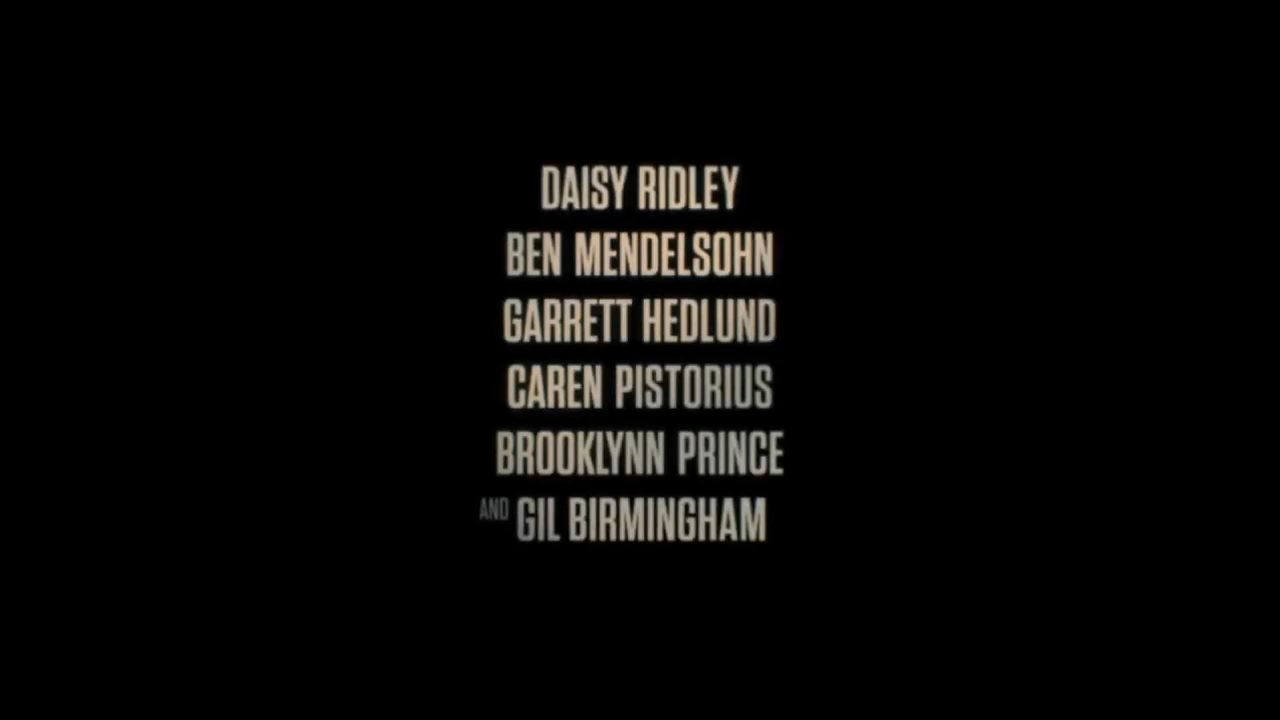 DAISY RIDLEY
BEN MENDELSOHN
GARRETT HEDLUND
CAREN PISTORIUS
BROOKLYNN PRINCE
AND GIL BIRMINGHAM